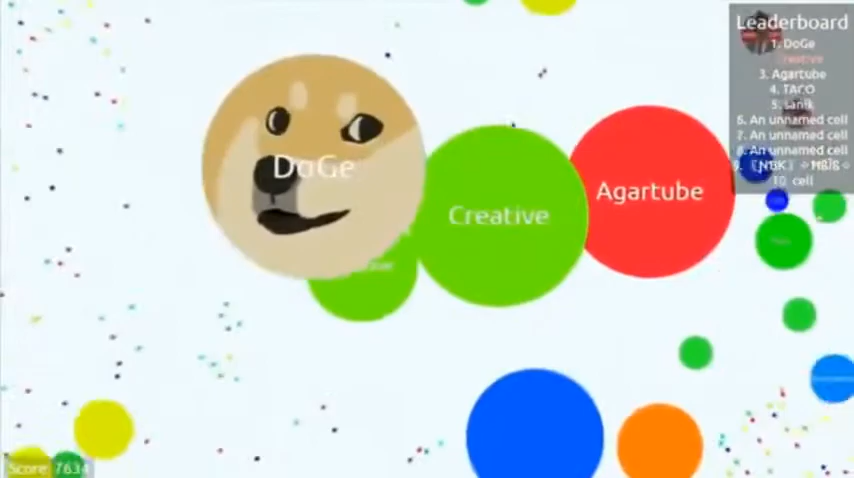 Leaderboard
1. DoGe
Creative
3. Agartube
4. TACO
5. sanik
6. An unnamed cell
7. An unnamed cell
8. An unnamed cell
9.
10. cell
DoGe
Creative
Agartube
Score: 7634